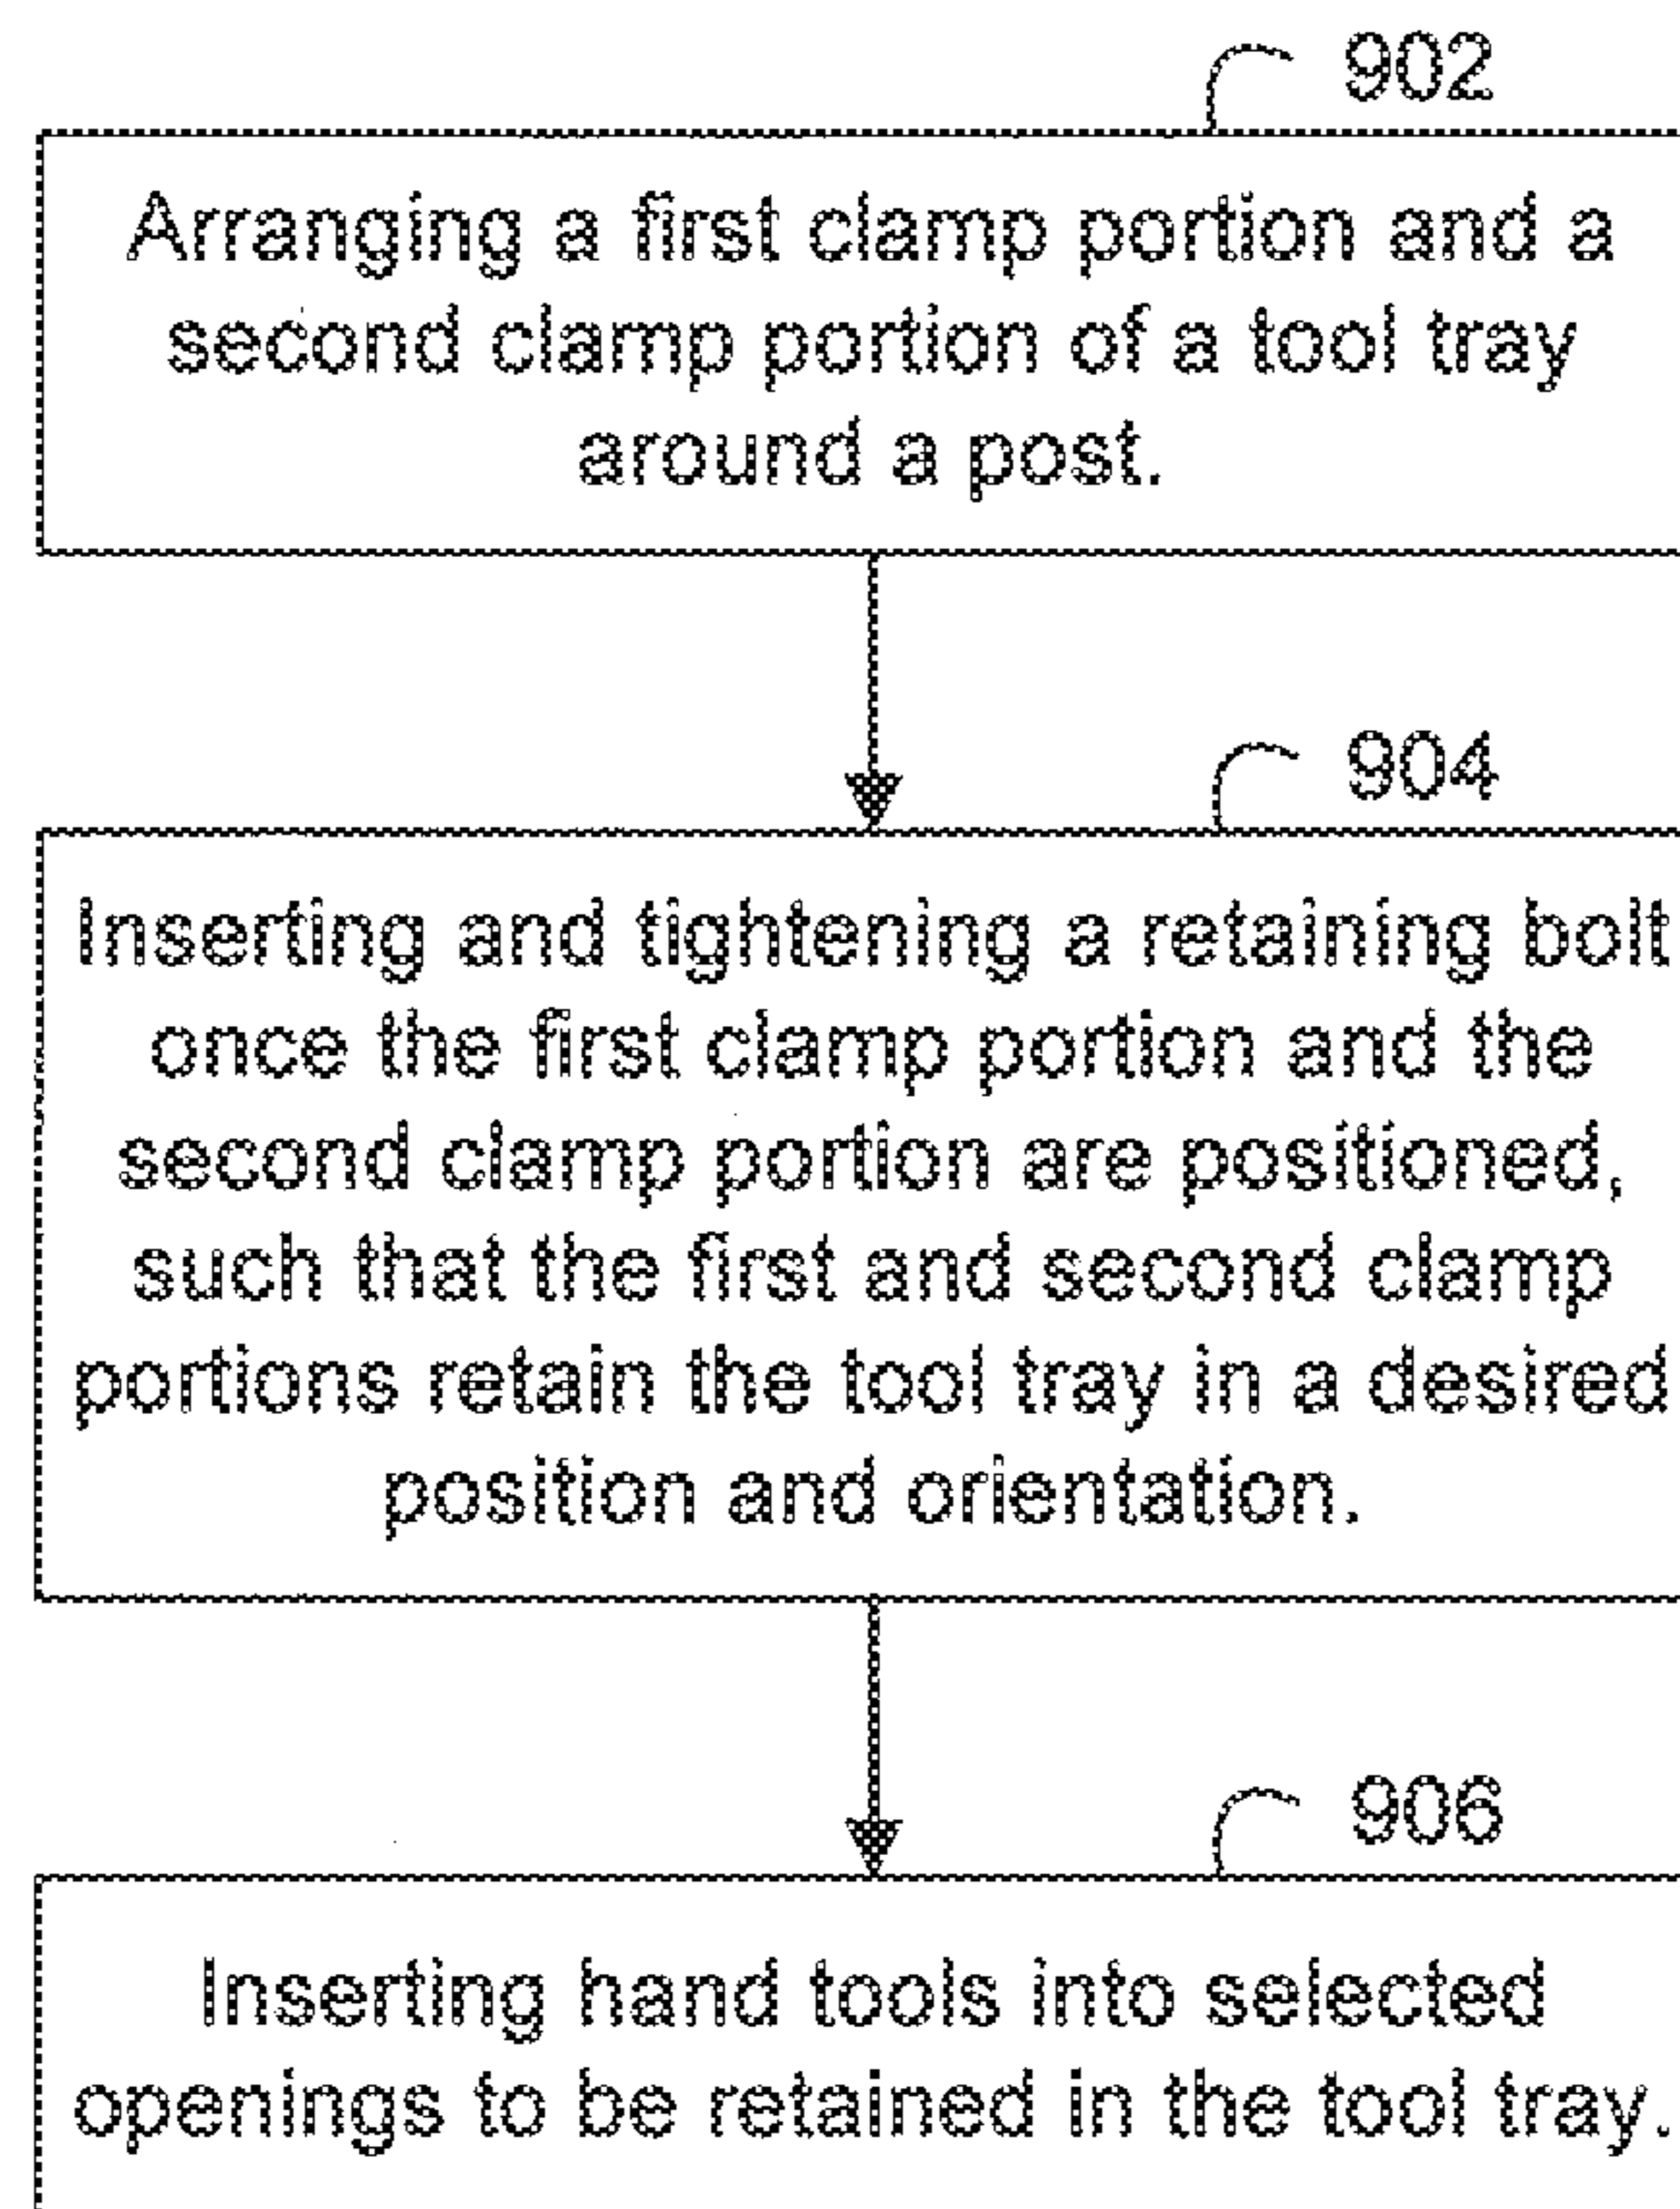 902
Arranging a first clamp portion and a
second clamp portion of a tool tray
around a post.
904
Inserting and tightening a retaining bolt
once the first clamp portion and the
second clamp portion are positioned,
such that the first and second clamp
portions retain the tool tray in a desired
position and orientation.
906
Inserting hand tools into selected
openings to be retained in the tool tray.